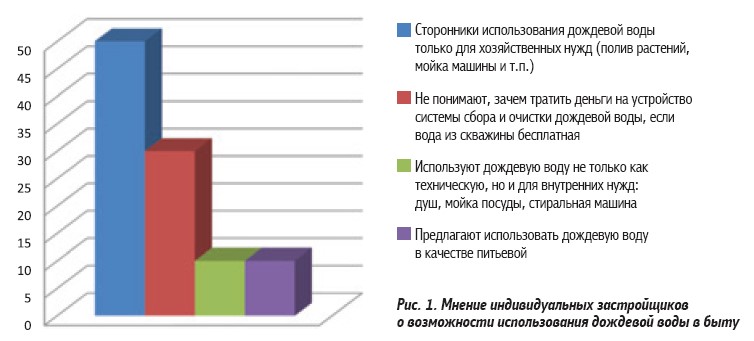 50
45
40
35
30
25
20
15
10
5
0
Сторонники использования дождевой воды
только для хозяйственных нужд (полив растений,
мойка машины и т.п.)
Не понимают, зачем тратить деньги на устройство
системы сбора и очистки дождевой воды, если
вода из скважины бесплатная
Используют дождевую воду не только как
техническую, но и для внутренних нужд:
душ, мойка посуды, стиральная машина
Предлагают использовать дождевую воду
в качестве питьевой
Рис. 1. Мнение индивидуальных застройщиков
о возможности использования дождевой воды в быту